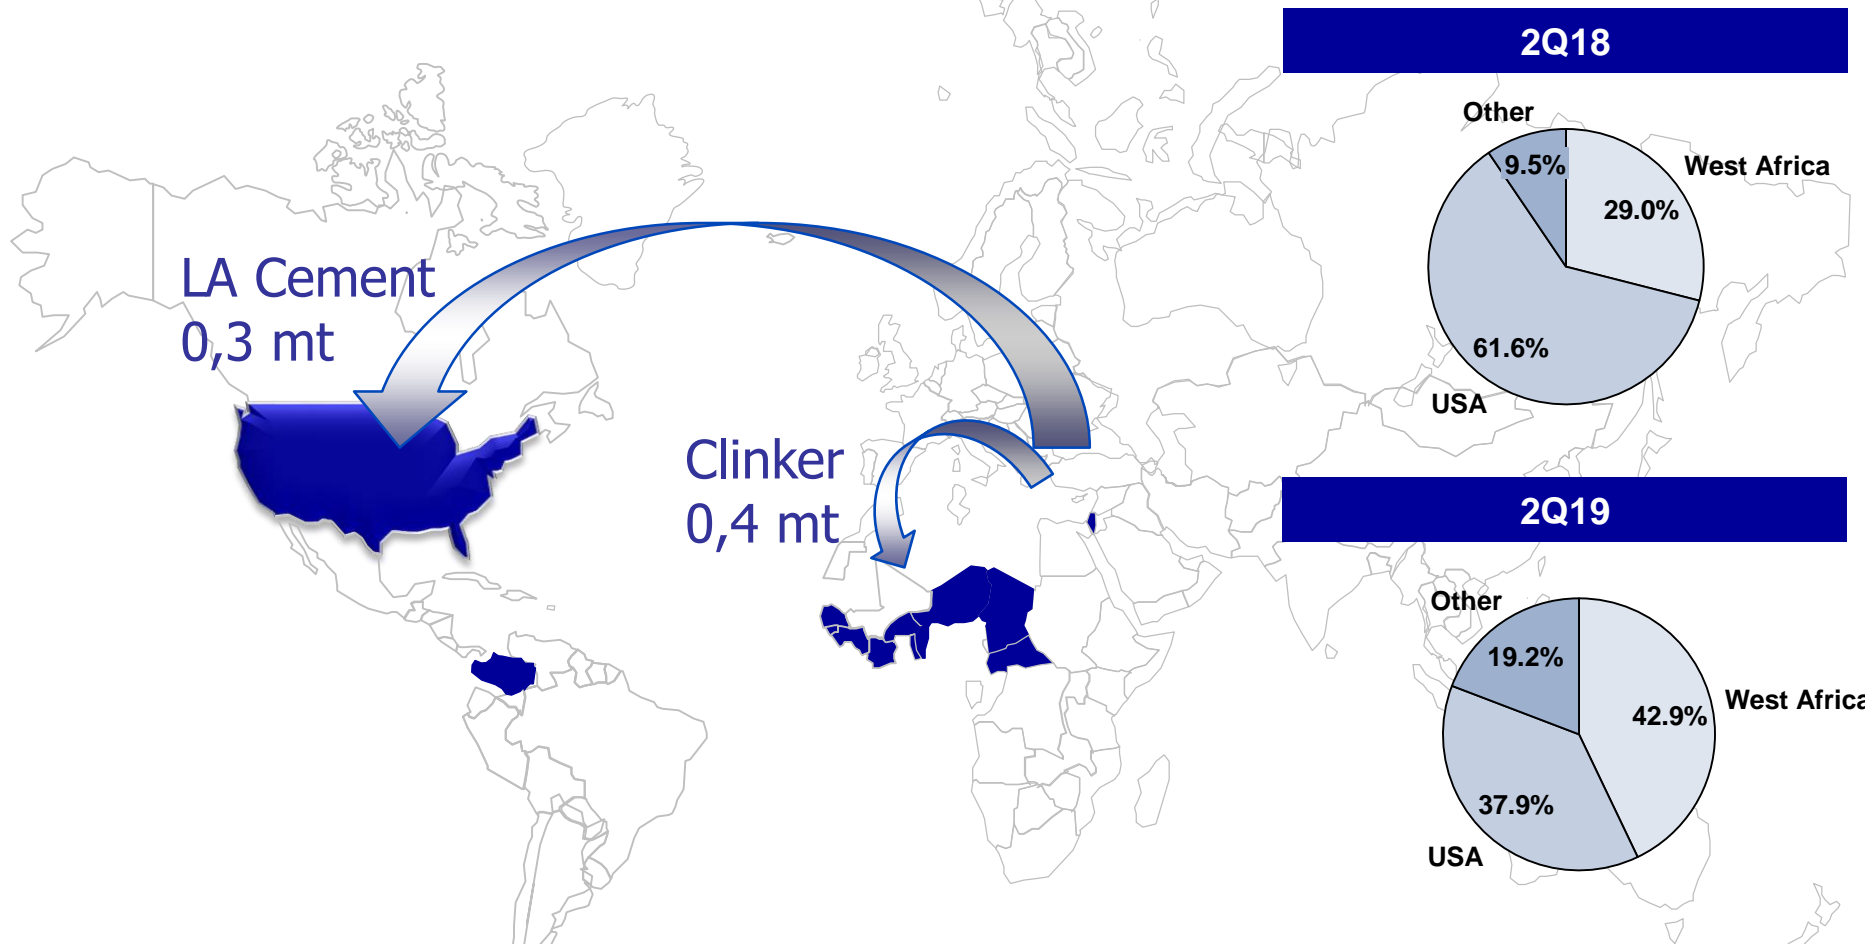 LA Cement
0,3 mt
Clinker
0,4 mt
2Q18
Other
9.5%
West Africa
29.0%
61.6%
USA
2Q19
Other
19.2%
West Africa
42.9%
37.9%
USA